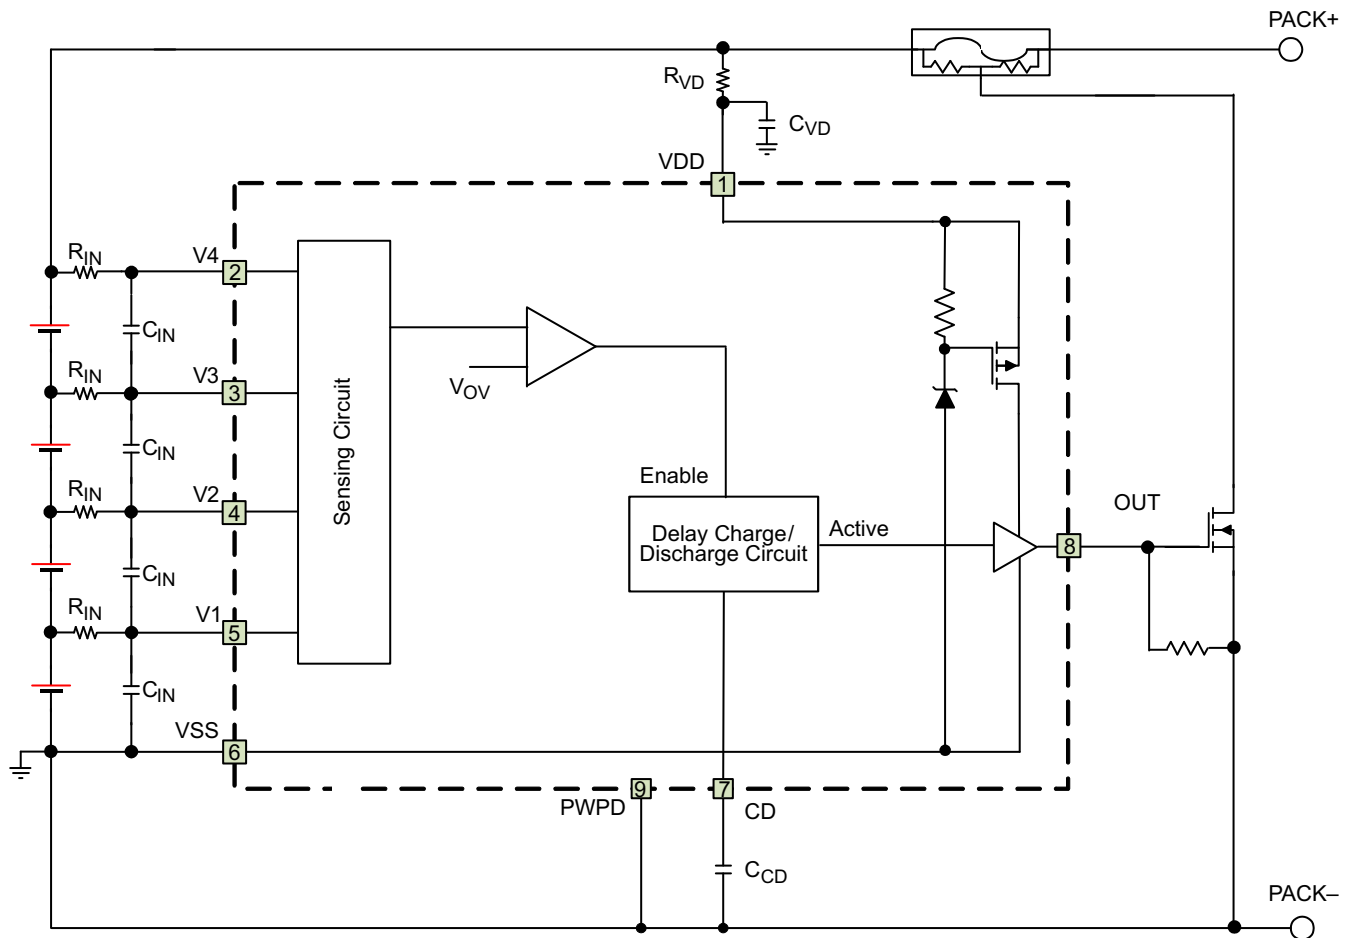 PACK+
RVD
CVD
VDD
1
RIN
V4
2
CIN
RIN
V3
3
VOV
CIN
Sensing Circuit
RIN
V2
4
Enable
Delay Charge/
Discharge Circuit
Active
OUT
8
CIN
RIN
V1
5
CIN
VSS
6
PWPD
9
7
CD
CCD
PACK–